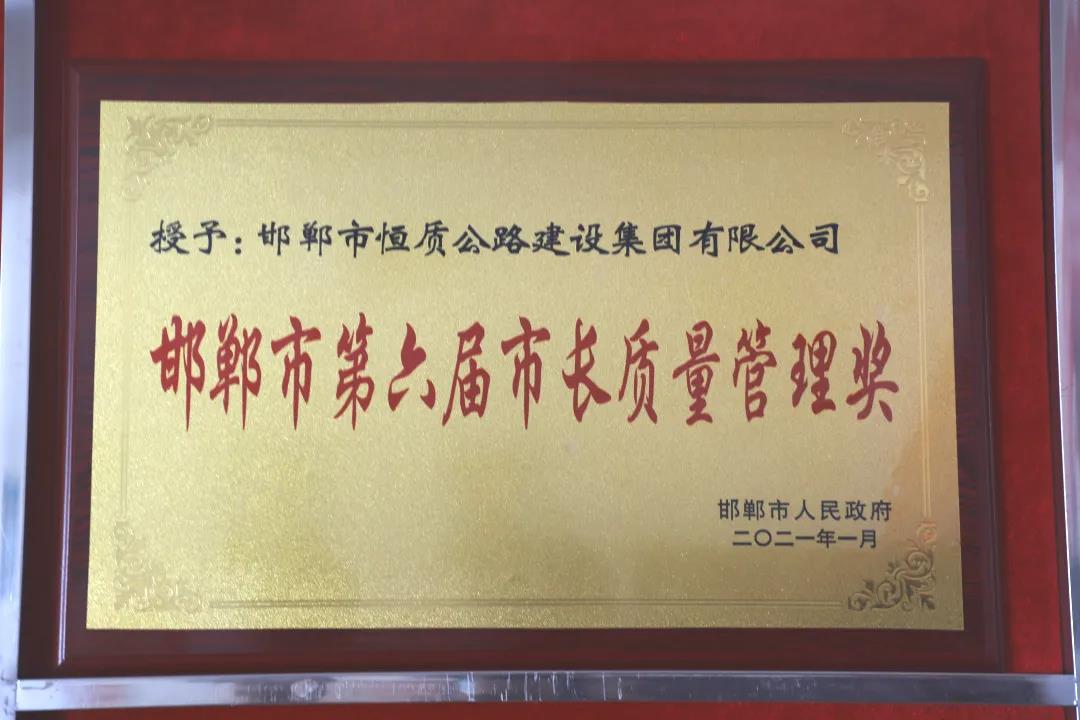 授予：邯郸市恒质公路建设集团有限公司
邯郸市第六届市长质量管理奖
邯郸市人民政府
二〇二一年一月